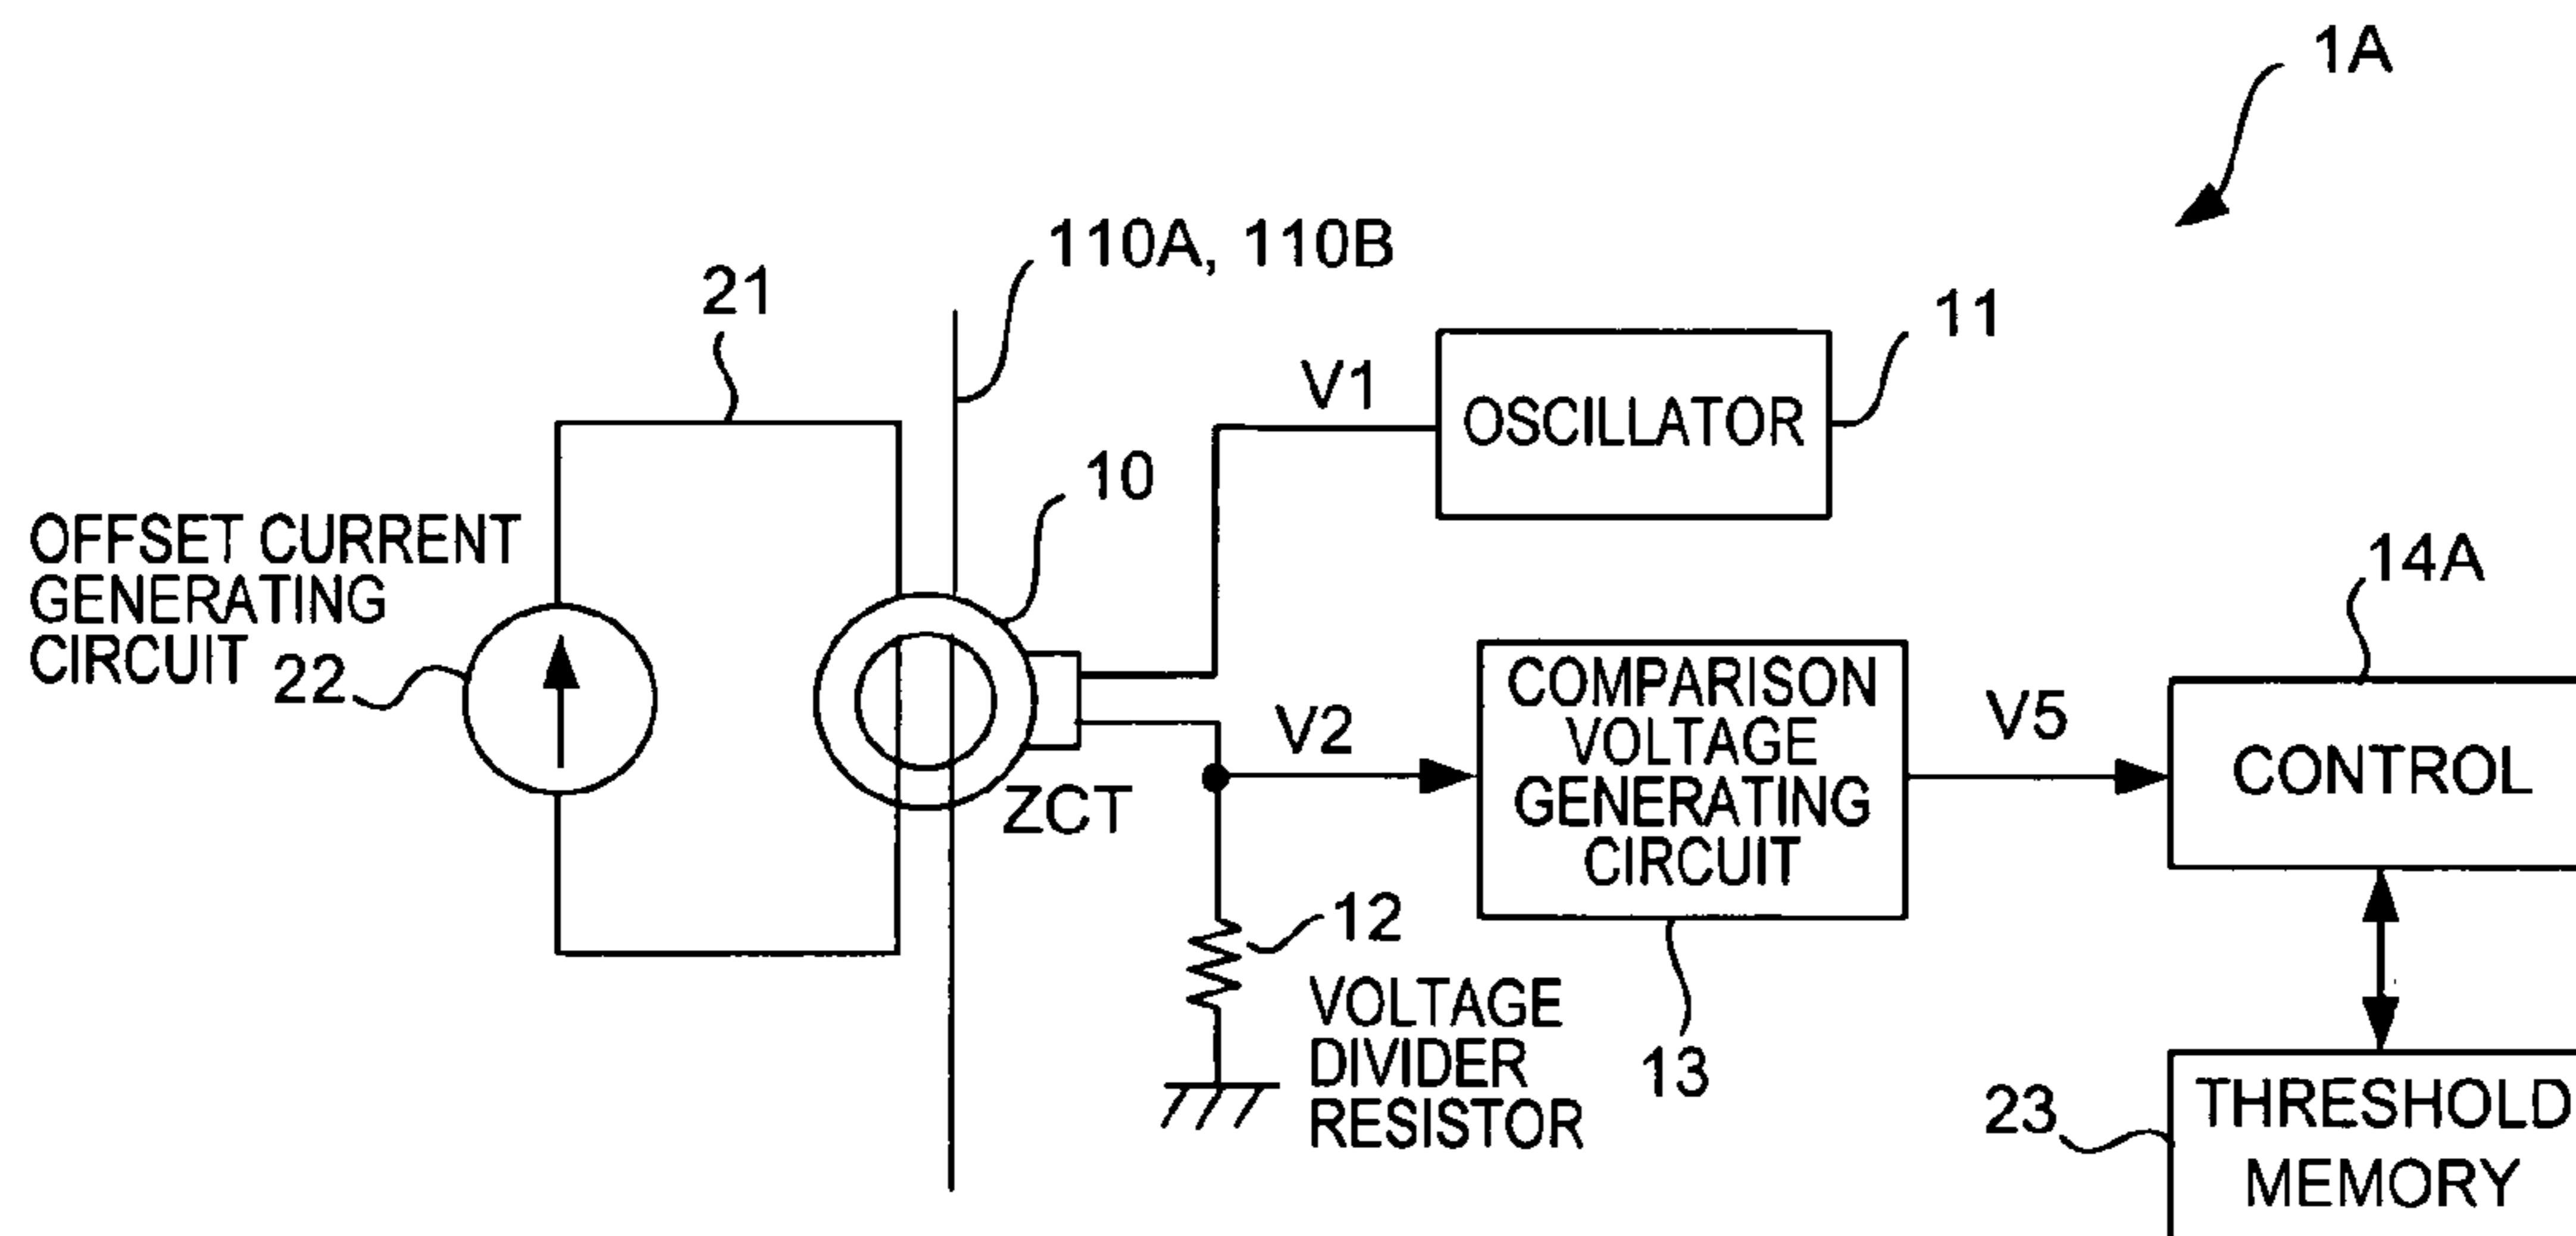 1A
110A, 110B
21
11
V1
OSCILLATOR
10
OFFSET CURRENT
GENERATING
CIRCUIT
22
14A
COMPARISON
VOLTAGE
GENERATING
CIRCUIT
V2
V5
CONTROL
ZCT
12
VOLTAGE
DIVIDER
RESISTOR
13
23
THRESHOLD
MEMORY